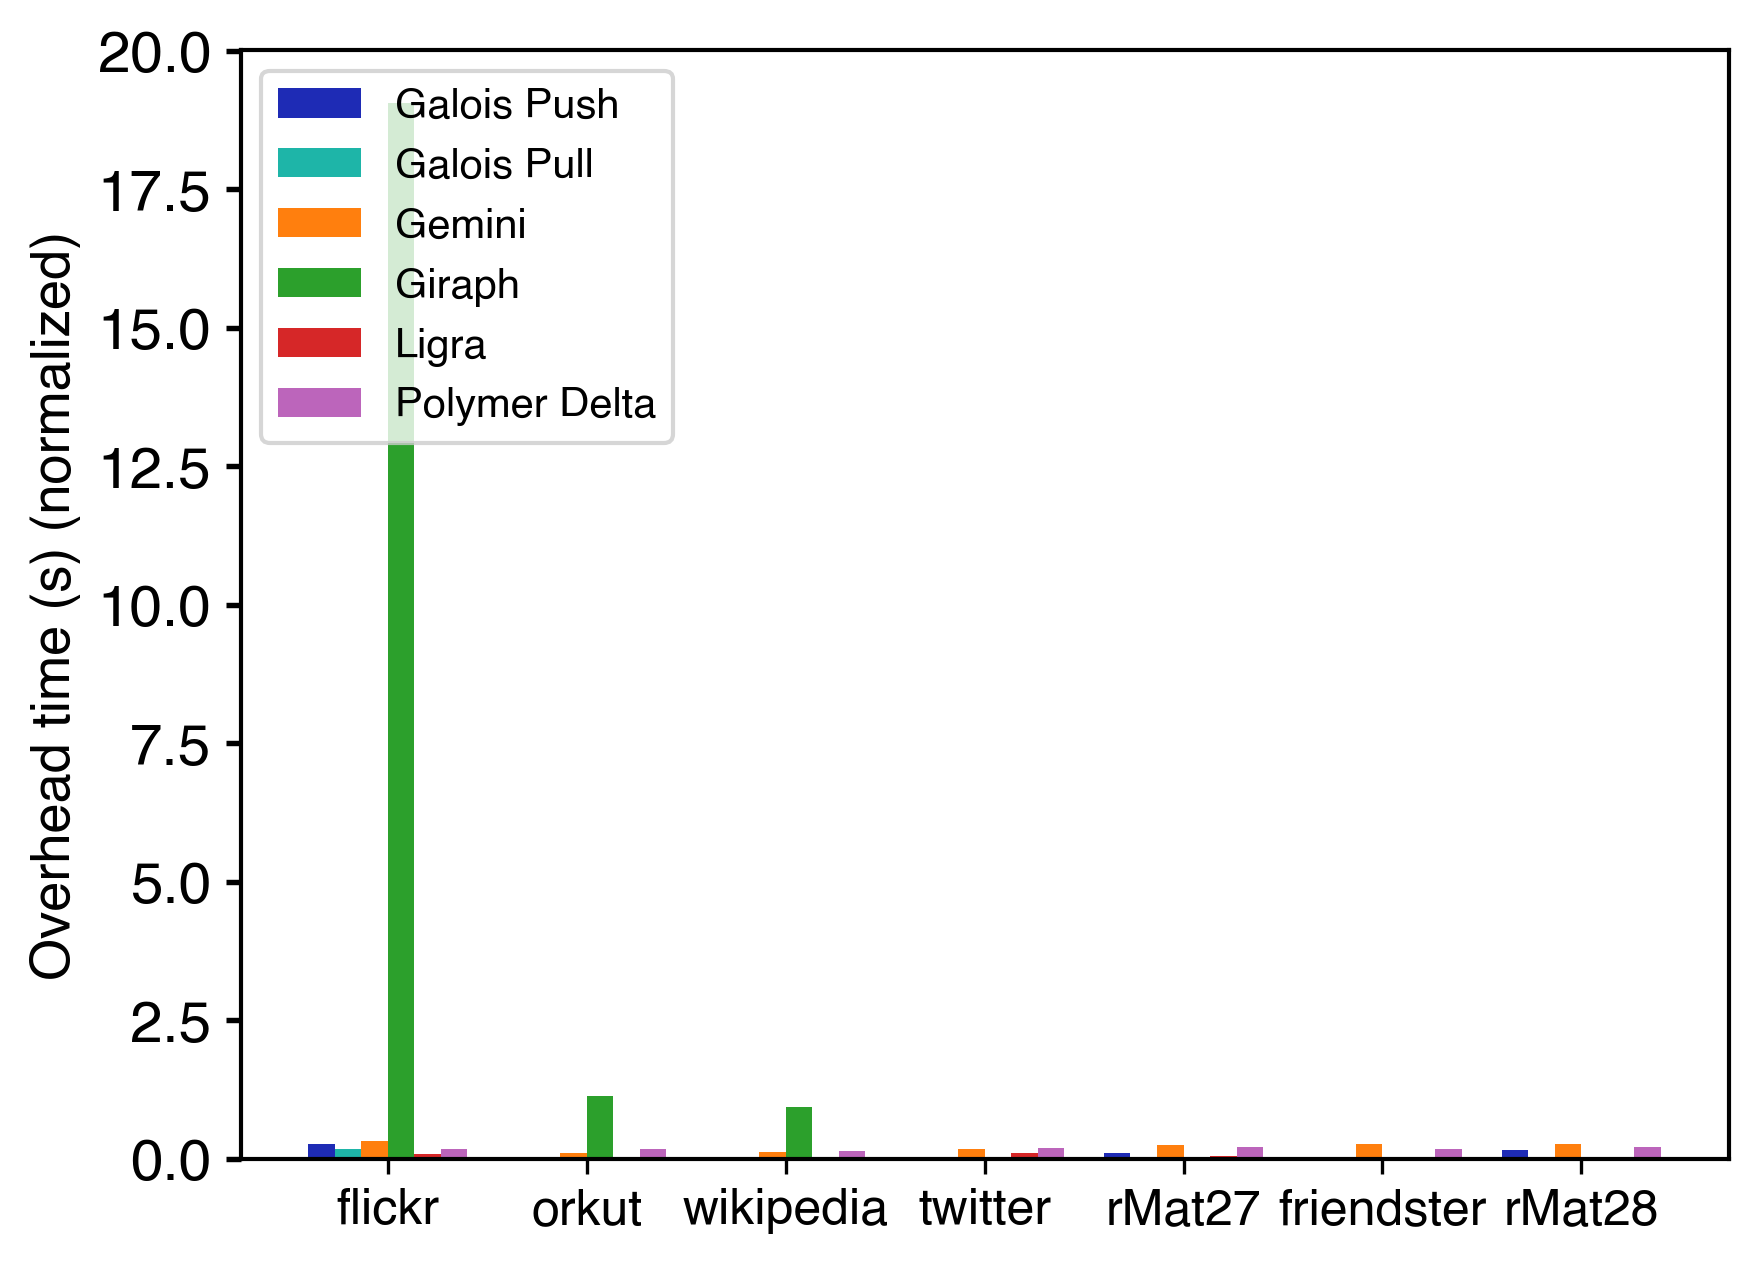 20.0
17.5
15.0
12.5
10.0
7.5
5.0
2.5
0.0
Overhead time (s) (normalized)
Galois Push
Galois Pull
Gemini
Giraph
Ligra
Polymer Delta
flickr
orkut
wikipedia
twitter
rMat27
friendster
rMat28